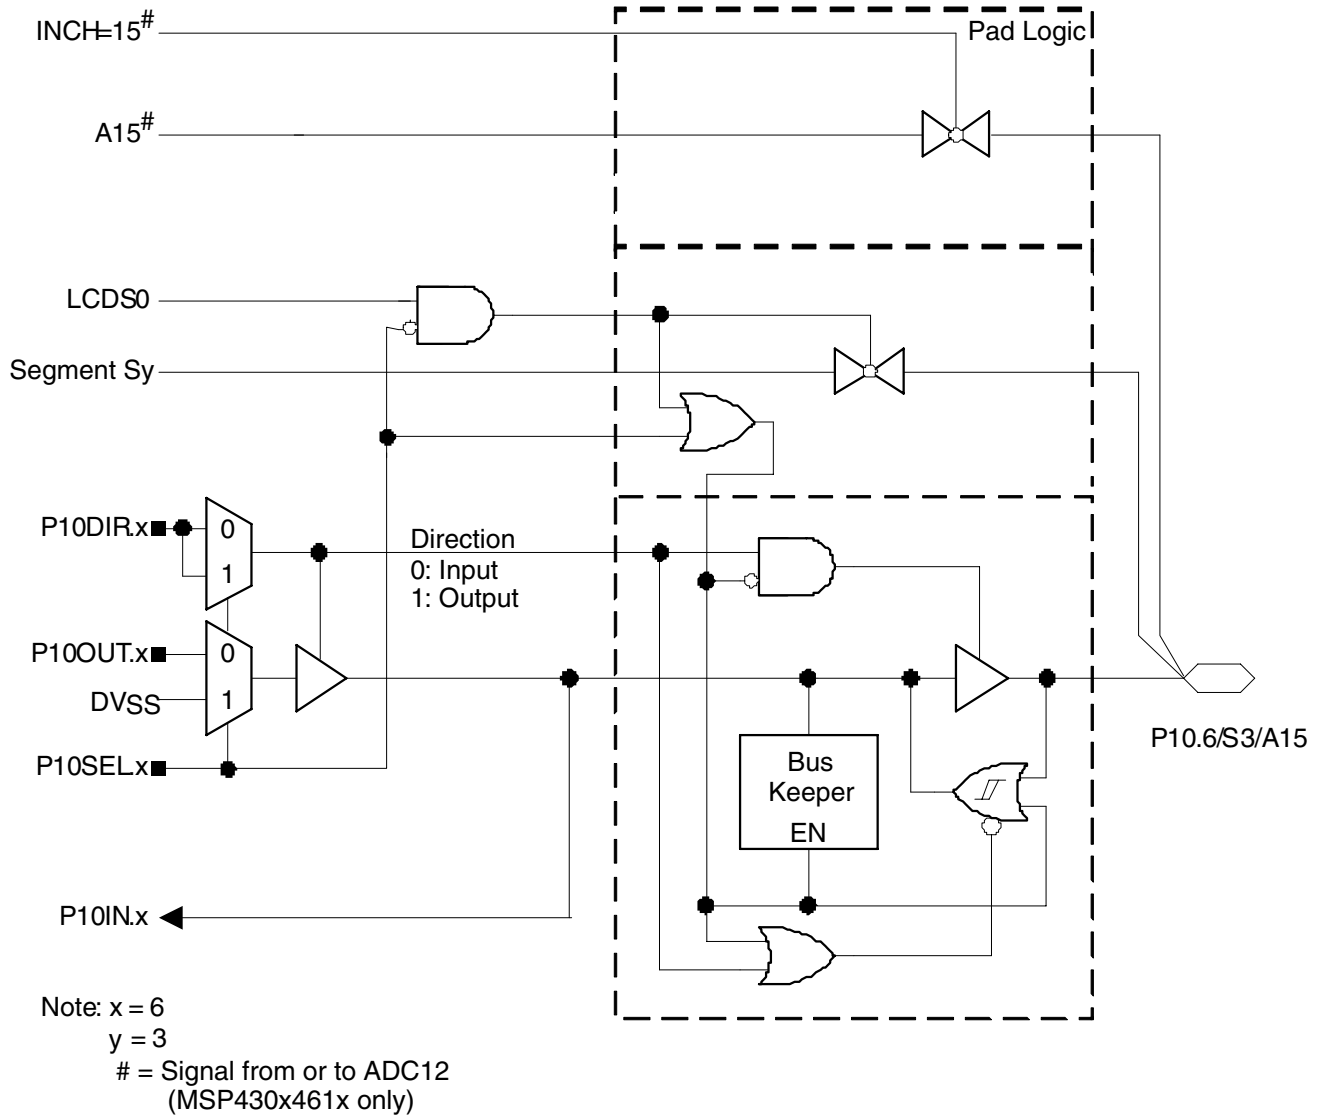 INCH=15#
Pad Logic
A15#
LCDS0
Segment Sy
P10DIR.x
0
1
Direction
0: Input
1: Output
P10OUT.x
0
DVSS
1
P10SEL.x
P10.6/S3/A15
Bus
Keeper
EN
P10IN.x
Note: x = 6
y = 3
# = Signal from or to ADC12
(MSP430x461x only)